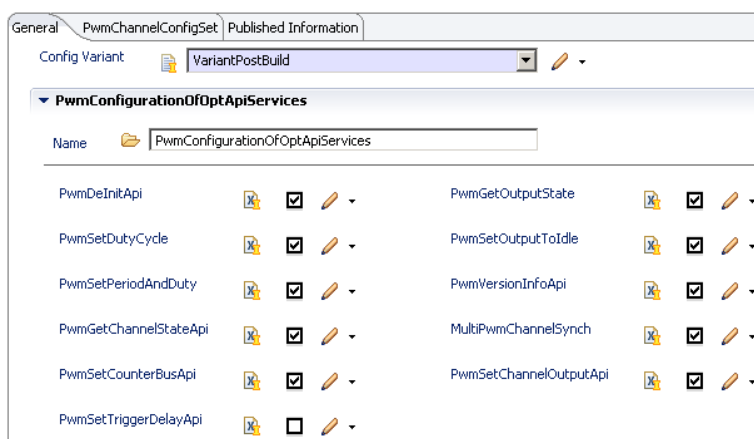 General PwmChannelConfigSet Published Information
Config Variant VariantPostBuild
PwmConfigurationOfOptApiServices
Name PwmConfigurationOfOptApiServices
PwmDeInitApi PwmGetOutputState
PwmSetDutyCycle PwmSetOutputToIdle
PwmSetPeriodAndDuty PwmVersionInfoApi
PwmGetChannelStateApi MultiPwmChannelSynch
PwmSetCounterBusApi PwmSetChannelOutputApi
PwmSetTriggerDelayApi